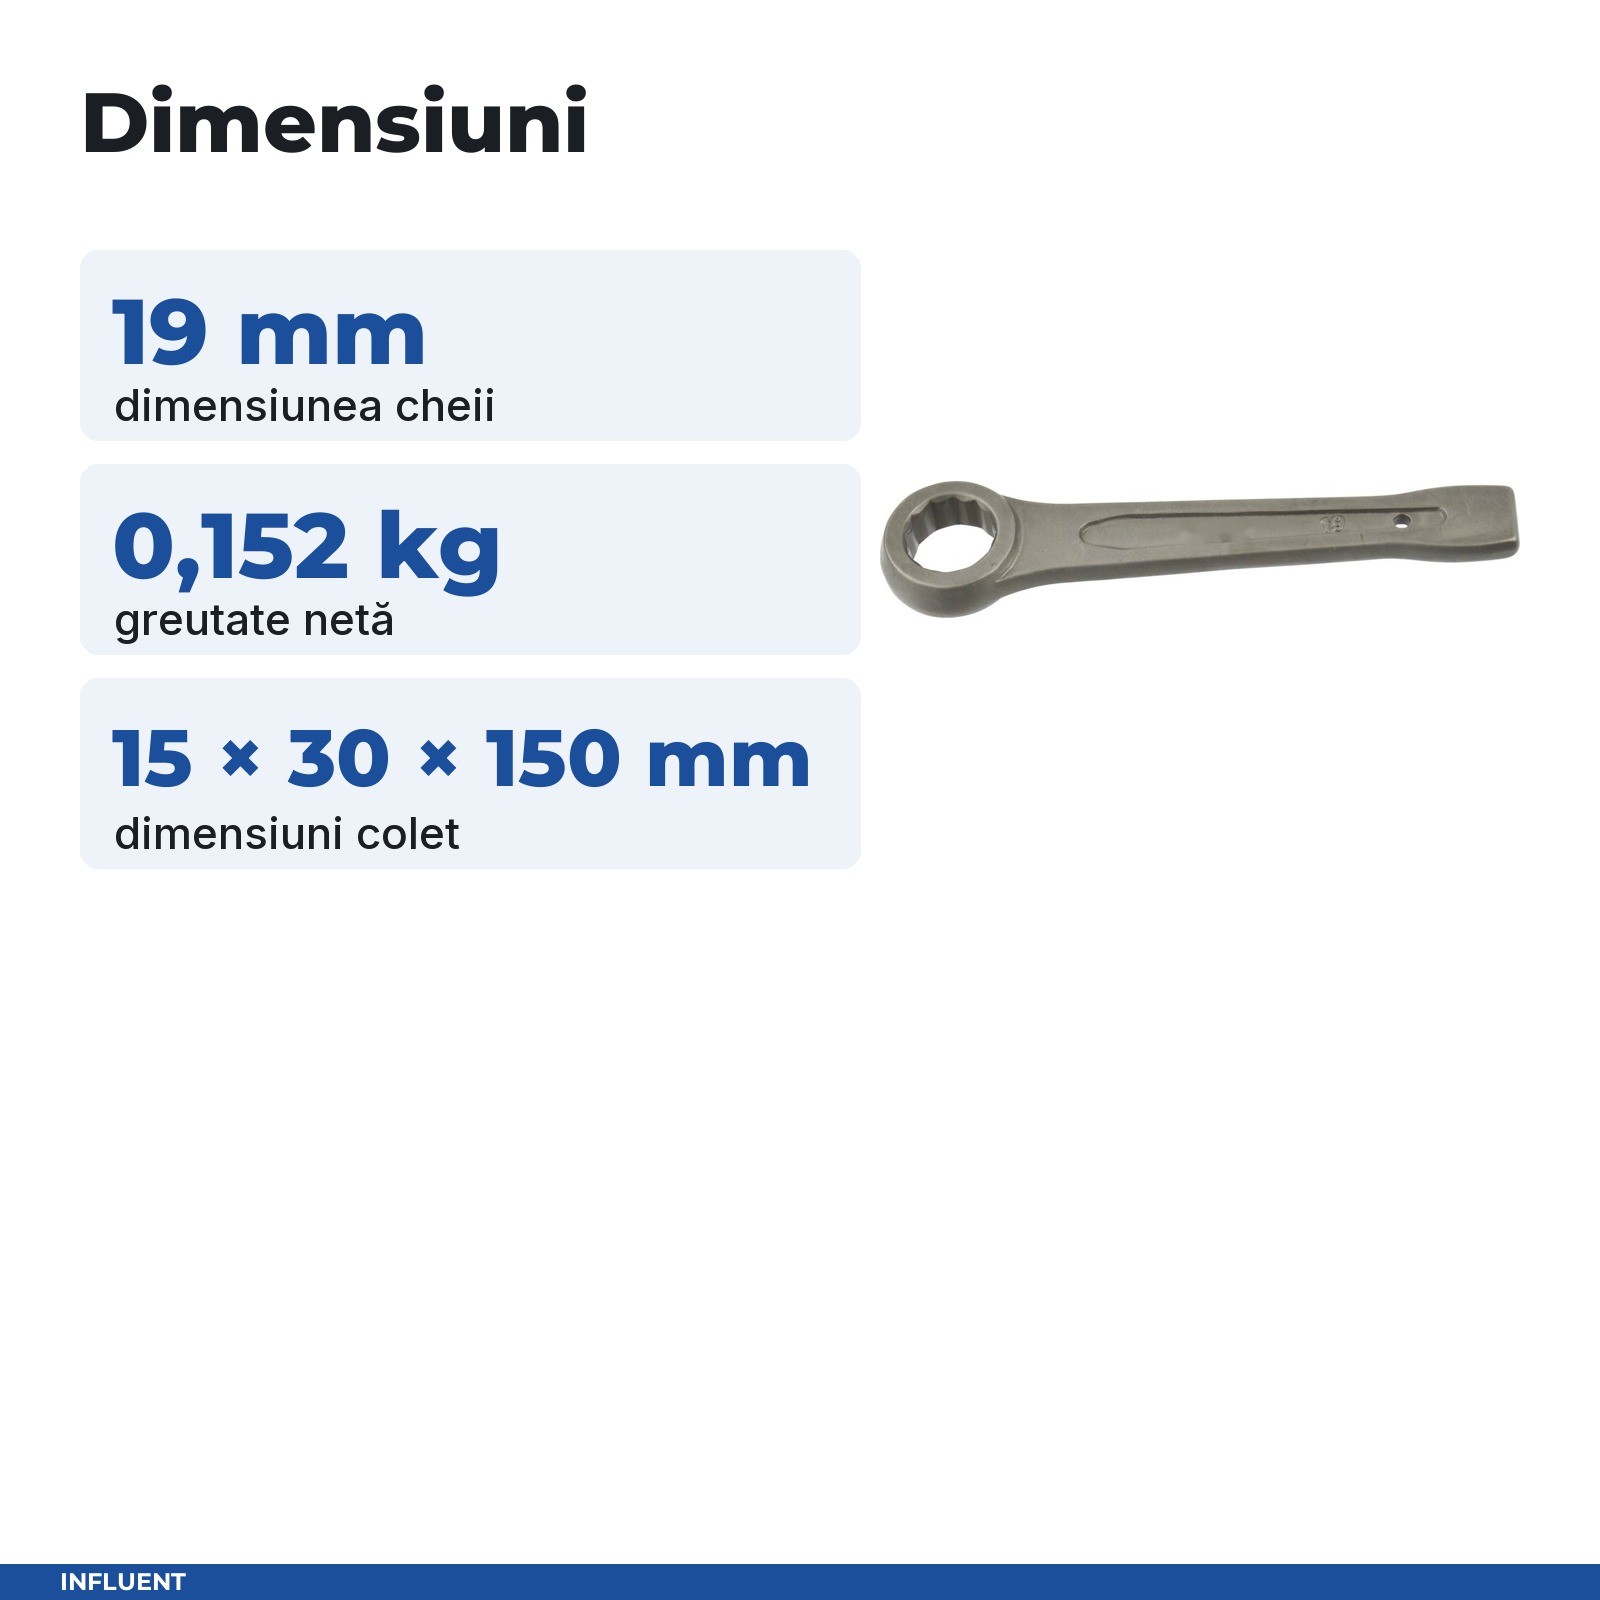 Dimensiuni
19 mm
dimensiunea cheii
0,152 kg
greutate netă
15 × 30 × 150 mm
dimensiuni colet
19
INFLUENT